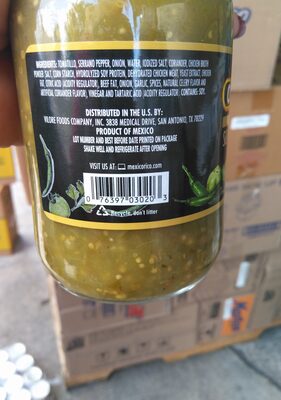 INGREDIENTS: TOMATILLO, SERRANO PEPPER, ONION, WATER, IODIZED SALT, CORIANDER, CHICKEN BROTH
POWDER, SALT, CORN STARCH, HYDROLYZED SOY PROTEIN, DEHYDRATED CHICKEN MEAT, YEAST EXTRACT, CHICKEN
FAT, CITRIC ACID (ACIDITY REGULATOR), BEEF FAT, ONION, GARLIC, SPICES, NATURAL CELERY FLAVOR AND
ARTIFICIAL CORIANDER FLAVOR), VINEGAR AND TARTARIC ACID (ACIDITY REGULATOR). CONTAINS: SOY.
DISTRIBUTED IN THE U.S. BY:
VILORE FOODS COMPANY, INC. 3838 MEDICAL DRIVE, SAN ANTONIO, TX 78229
PRODUCT OF MEXICO
LOT NUMBER AND BEST BEFORE DATE PRINTED ON PACKAGE
SHAKE WELL AND REFRIGERATE AFTER OPENING
VISIT US AT: mexicorico.com
0 76397 03020 3
Recycle, don't litter